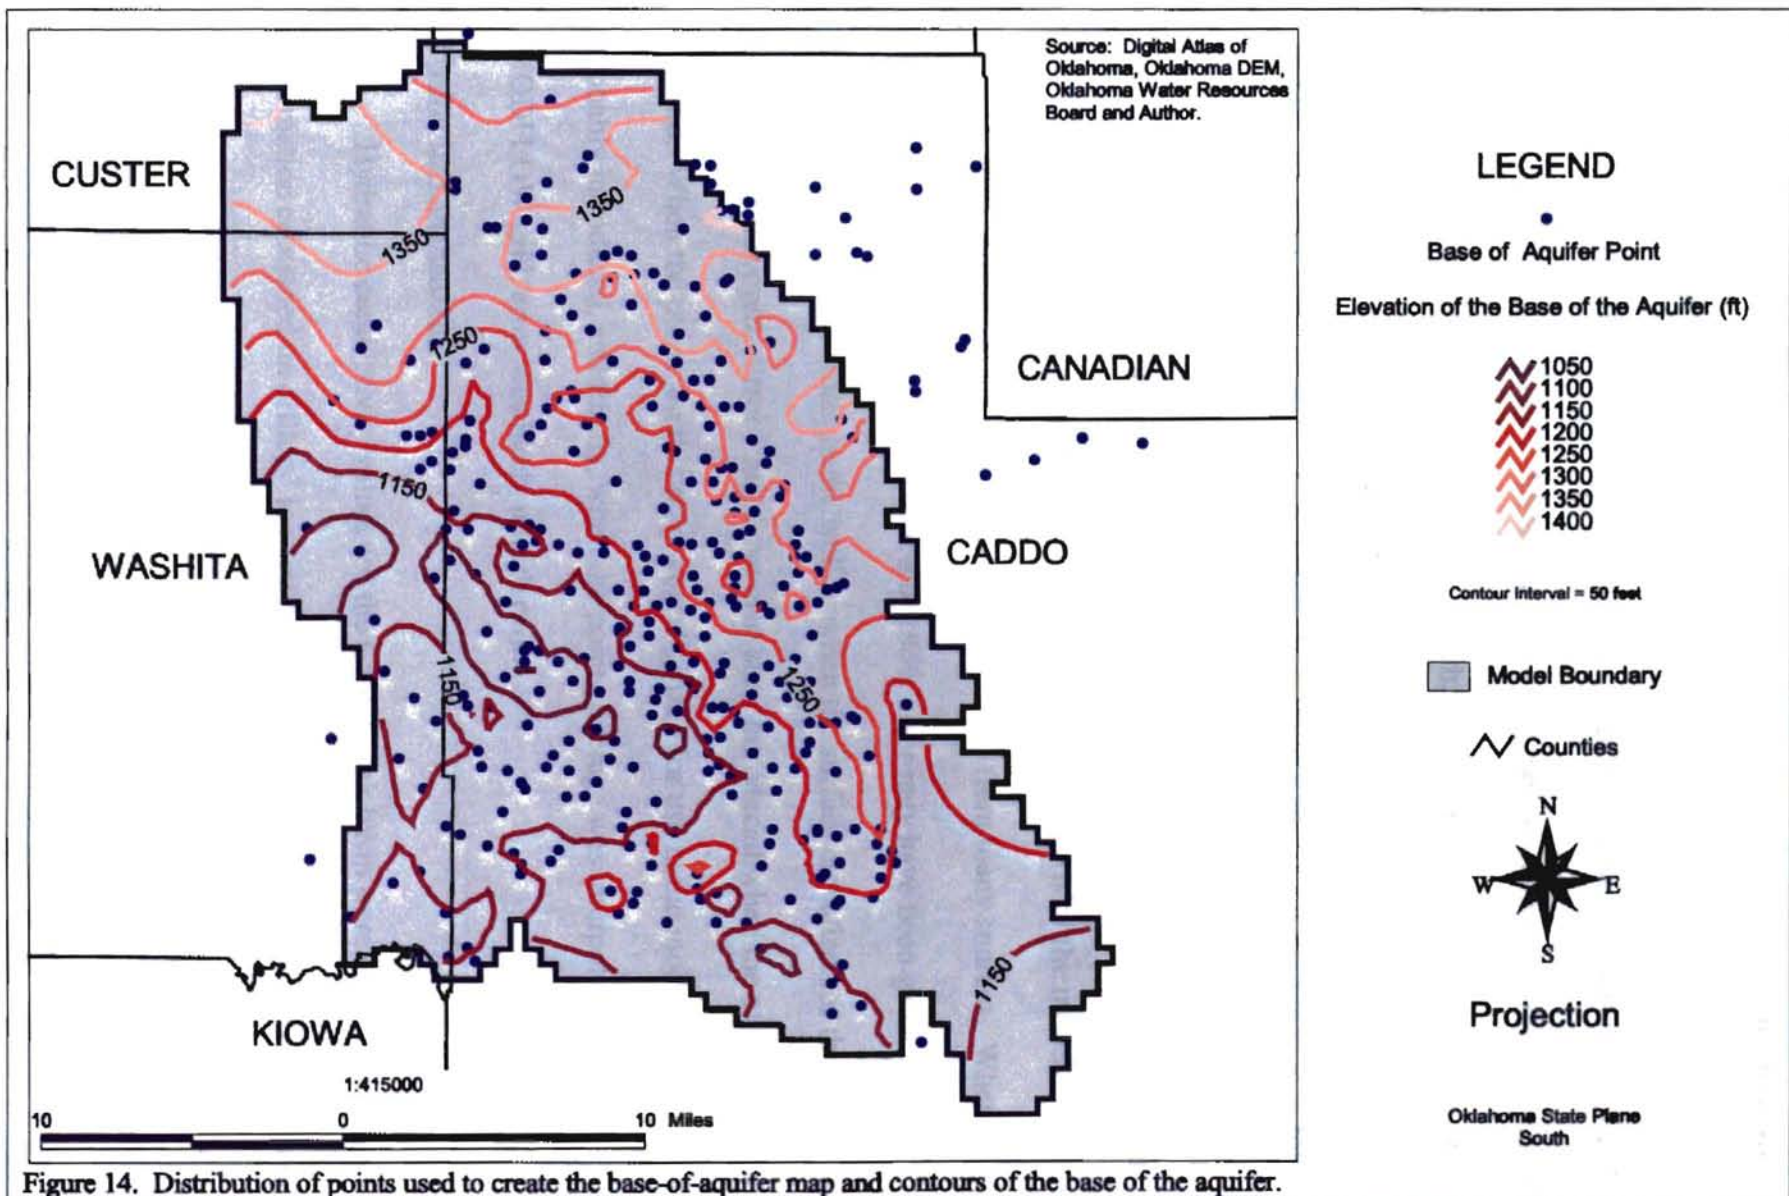 Source: Digital Atlas of
Oklahoma, Oklahoma DEM,
Oklahoma Water Resources
Board and Author.
CUSTER
1350
1350
1250
CANADIAN
1150
WASHITA
CADDO
1150
1250
1150
KIOWA
1:415000
10 0 10 Miles
LEGEND
Base of Aquifer Point
Elevation of the Base of the Aquifer (ft)
1050
1100
1150
1200
1250
1300
1350
1400
Contour Interval = 50 feet
Model Boundary
Counties
N
W E
S
Projection
Oklahoma State Plane
South
Figure 14. Distribution of points used to create the base-of-aquifer map and contours of the base of the aquifer.